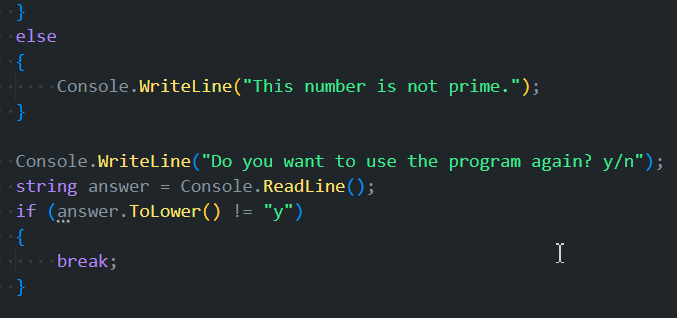 }
else
{
Console.WriteLine("This number is not prime.");
}
Console.WriteLine("Do you want to use the program again? y/n");
string answer = Console.ReadLine();
if (answer.ToLower() != "y")
{
break;
}